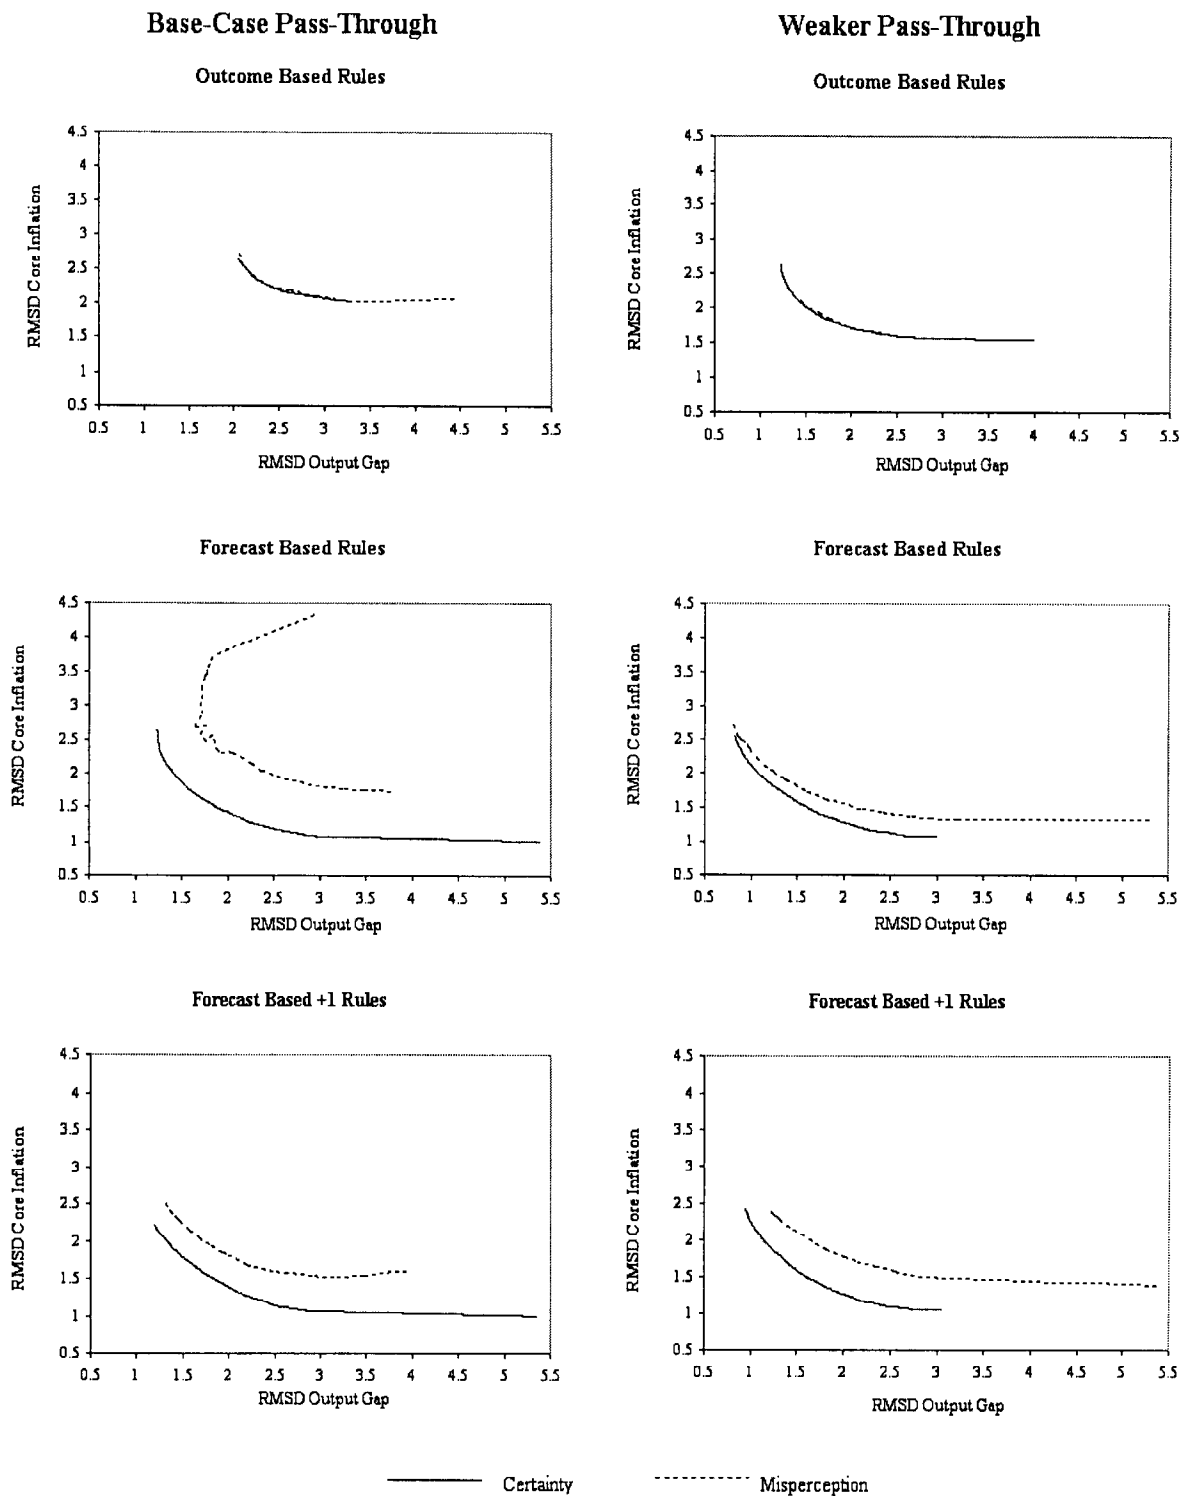 Base-Case Pass-Through
Weaker Pass-Through
Outcome Based Rules
4.5
4
3.5
3
2.5
2
1.5
1
0.5
RMSD Core Inflation
0.5 1 1.5 2 2.5 3 3.5 4 4.5 5 5.5
RMSD Output Gap
Outcome Based Rules
4.5
4
3.5
3
2.5
2
1.5
1
0.5
RMSD Core Inflation
0.5 1 1.5 2 2.5 3 3.5 4 4.5 5 5.5
RMSD Output Gap
Forecast Based Rules
4.5
4
3.5
3
2.5
2
1.5
1
0.5
RMSD Core Inflation
0.5 1 1.5 2 2.5 3 3.5 4 4.5 5 5.5
RMSD Output Gap
Forecast Based Rules
4.5
4
3.5
3
2.5
2
1.5
1
0.5
RMSD Core Inflation
0.5 1 1.5 2 2.5 3 3.5 4 4.5 5 5.5
RMSD Output Gap
Forecast Based +1 Rules
4.5
4
3.5
3
2.5
2
1.5
1
0.5
RMSD Core Inflation
0.5 1 1.5 2 2.5 3 3.5 4 4.5 5 5.5
RMSD Output Gap
Forecast Based +1 Rules
4.5
4
3.5
3
2.5
2
1.5
1
0.5
RMSD Core Inflation
0.5 1 1.5 2 2.5 3 3.5 4 4.5 5 5.5
RMSD Output Gap
Certainty
Misperception